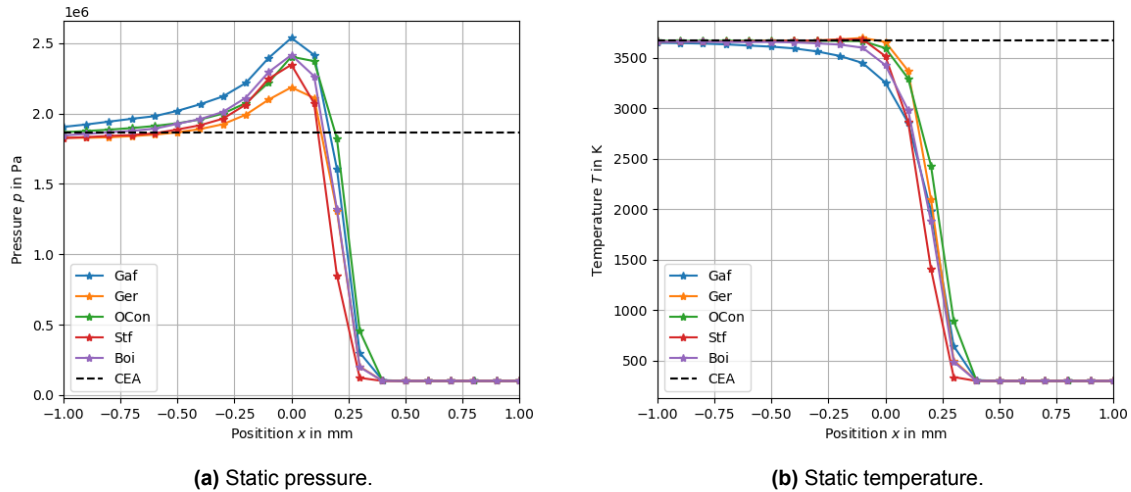 1e6
2.5
2.0
1.5
1.0
0.5
0.0
Pressure p in Pa
Gaf
Ger
OCon
Stf
Boi
CEA
−1.00 −0.75 −0.50 −0.25 0.00 0.25 0.50 0.75 1.00
Positition x in mm
(a) Static pressure.
3500
3000
2500
2000
1500
1000
500
Temperature T in K
Gaf
Ger
OCon
Stf
Boi
CEA
−1.00 −0.75 −0.50 −0.25 0.00 0.25 0.50 0.75 1.00
Positition x in mm
(b) Static temperature.